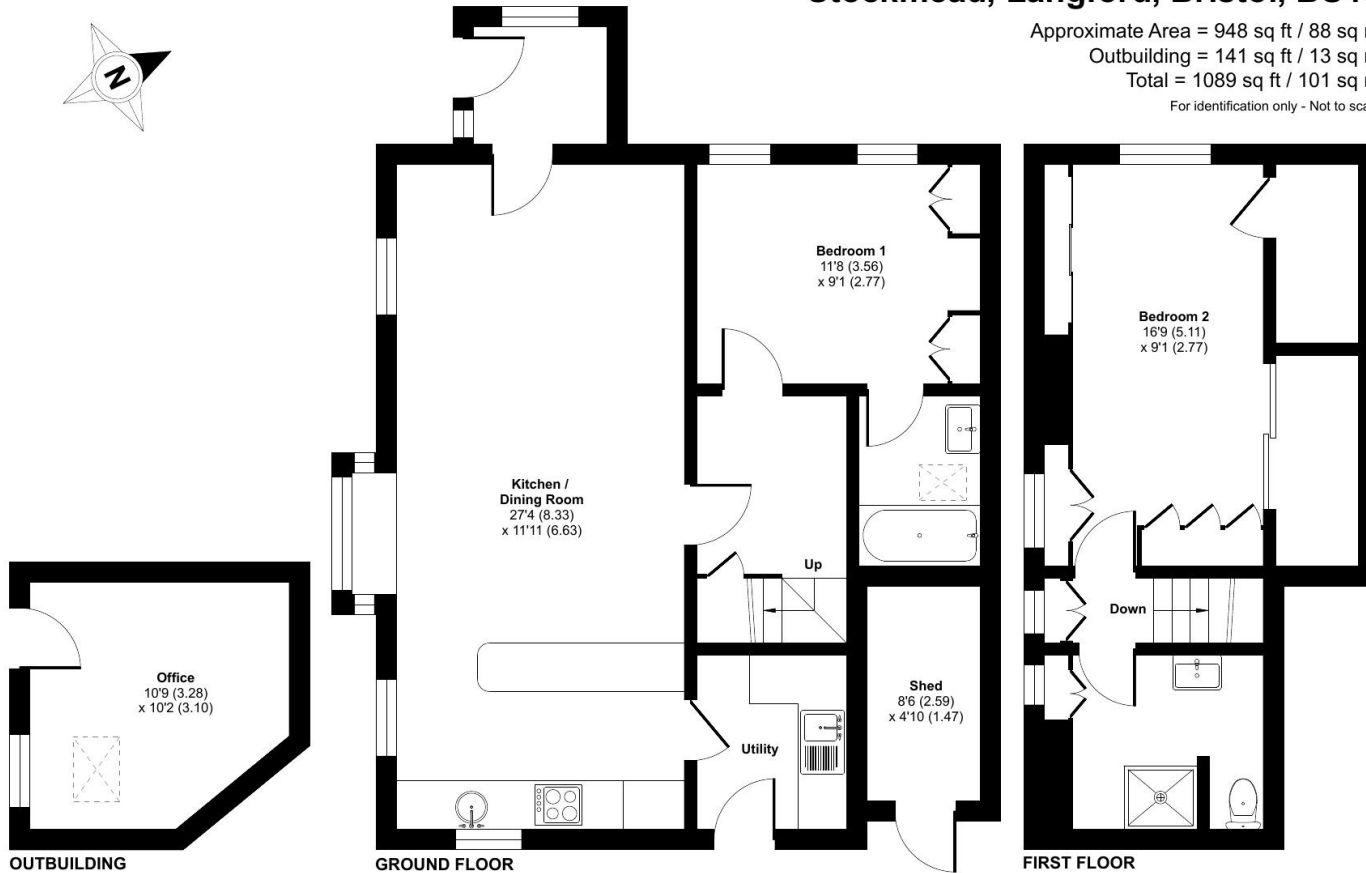 Stockmead, Langford, Bristol,
Approximate Area = 948 sq ft / 88 sq
Outbuilding = 141 sq ft / 13 sq
Total = 1089 sq ft / 101 sq
For identification only - Not to
N
Bedroom 1
11'8 (3.56)
x 9'1 (2.77)
Bedroom 2
16'9 (5.11)
x 9'1 (2.77)
Kitchen /
Dining Room
27'4 (8.33)
x 11'11 (6.63)
Up
Down
Office
10'9 (3.28)
x 10'2 (3.10)
Shed
8'6 (2.59)
x 4'10 (1.47)
Utility
OUTBUILDING
GROUND FLOOR
FIRST FLOOR